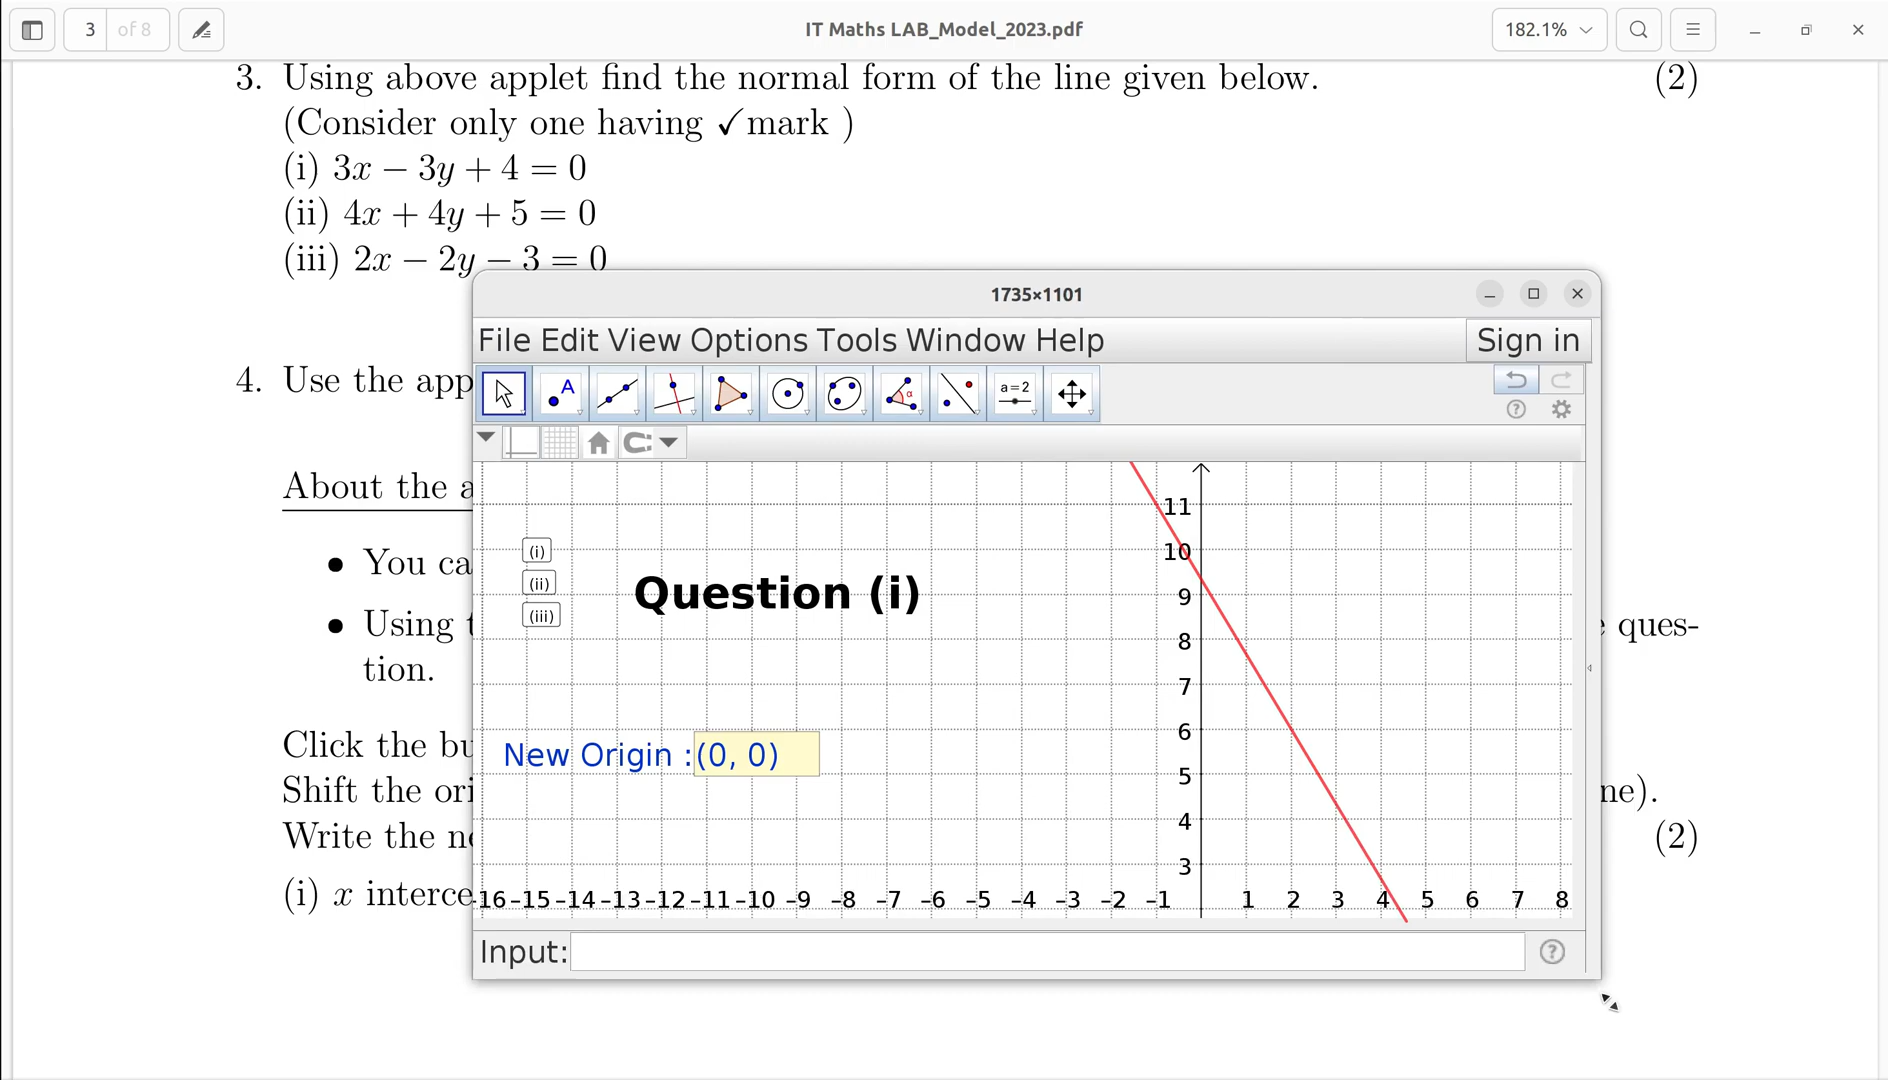 3
of 8
IT Maths LAB_Model_2023.pdf
182.1%
3. Using above applet find the normal form of the line given below. (2)
(Consider only one having ✓mark )
(i) 3x − 3y + 4 = 0
(ii) 4x + 4y + 5 = 0
(iii) 2x − 2y − 3 = 0
4. Use the app
About the a
• You ca
• Using t
e ques-
tion.
Click the bu
Shift the ori
ne).
Write the ne
(2)
(i) x interce
1735×1101
File Edit View Options Tools Window Help
Sign in
A
α
a=2
(i)
(ii)
(iii)
Question (i)
New Origin :(0, 0)
11
10
9
8
7
6
5
4
3
-16 -15 -14 -13 -12 -11 -10 -9 -8 -7 -6 -5 -4 -3 -2 -1 1 2 3 4 5 6 7 8
Input: